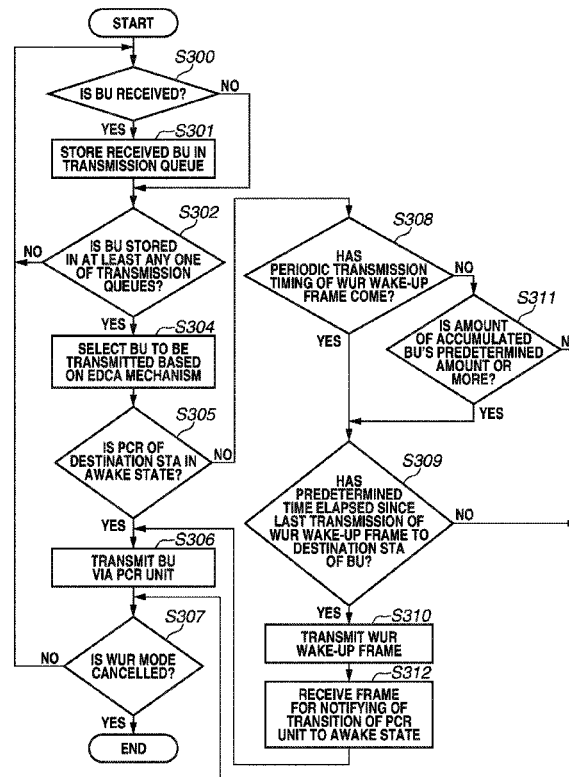 START
S300
IS BU RECEIVED?
NO
YES
S301
STORE RECEIVED BU IN
TRANSMISSION QUEUE
S302
IS BU STORED
IN AT LEAST ANY ONE
OF TRANSMISSION
QUEUES?
NO
YES
S304
SELECT BU TO BE
TRANSMITTED BASED
ON EDCA MECHANISM
S305
IS PCR OF
DESTINATION STA IN
AWAKE STATE?
NO
YES
S306
TRANSMIT BU
VIA PCR UNIT
S307
IS WUR MODE
CANCELLED?
NO
YES
END
S308
HAS
PERIODIC TRANSMISSION
TIMING OF WUR WAKE-UP
FRAME COME?
NO
YES
S311
IS AMOUNT
OF ACCUMULATED
BU'S PREDETERMINED
AMOUNT OR
MORE?
YES
S309
HAS
PREDETERMINED
TIME ELAPSED SINCE
LAST TRANSMISSION OF
WUR WAKE-UP FRAME TO
DESTINATION STA
OF BU?
NO
YES
S310
TRANSMIT WUR
WAKE-UP FRAME
S312
RECEIVE FRAME
FOR NOTIFYING OF
TRANSITION OF PCR
UNIT TO AWAKE STATE